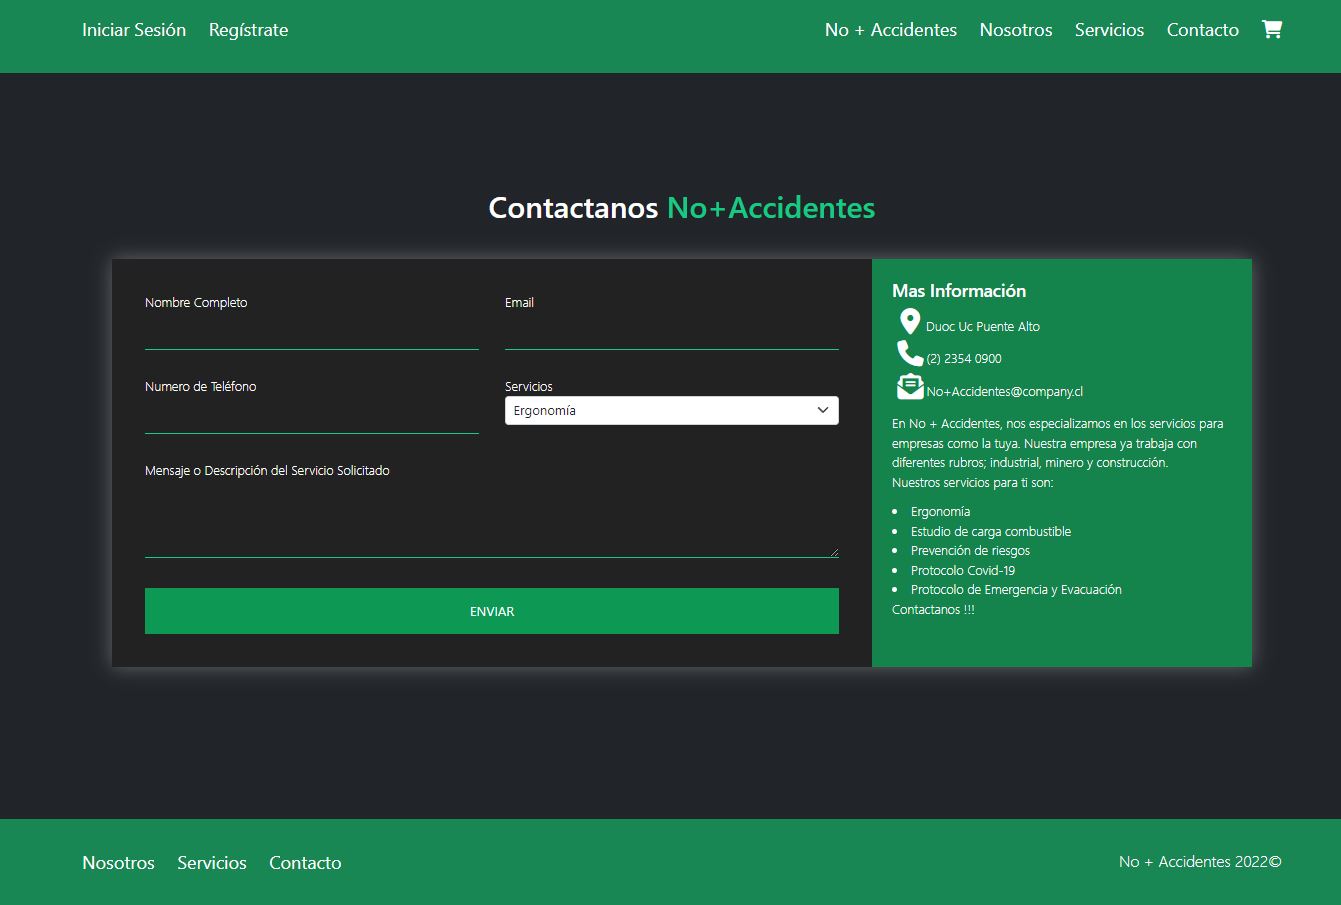 Iniciar Sesión Regístrate No + Accidentes Nosotros Servicios Contacto
Contactanos No+Accidentes
Nombre Completo
Email
Numero de Teléfono
Servicios
Ergonomía
Mensaje o Descripción del Servicio Solicitado
ENVIAR
Mas Información
Duoc Uc Puente Alto
(2) 2354 0900
No+Accidentes@company.cl
En No + Accidentes, nos especializamos en los servicios para
empresas como la tuya. Nuestra empresa ya trabaja con
diferentes rubros; industrial, minero y construcción.
Nuestros servicios para ti son:
• Ergonomía
• Estudio de carga combustible
• Prevención de riesgos
• Protocolo Covid-19
• Protocolo de Emergencia y Evacuación
Contactanos !!!
Nosotros Servicios Contacto No + Accidentes 2022©